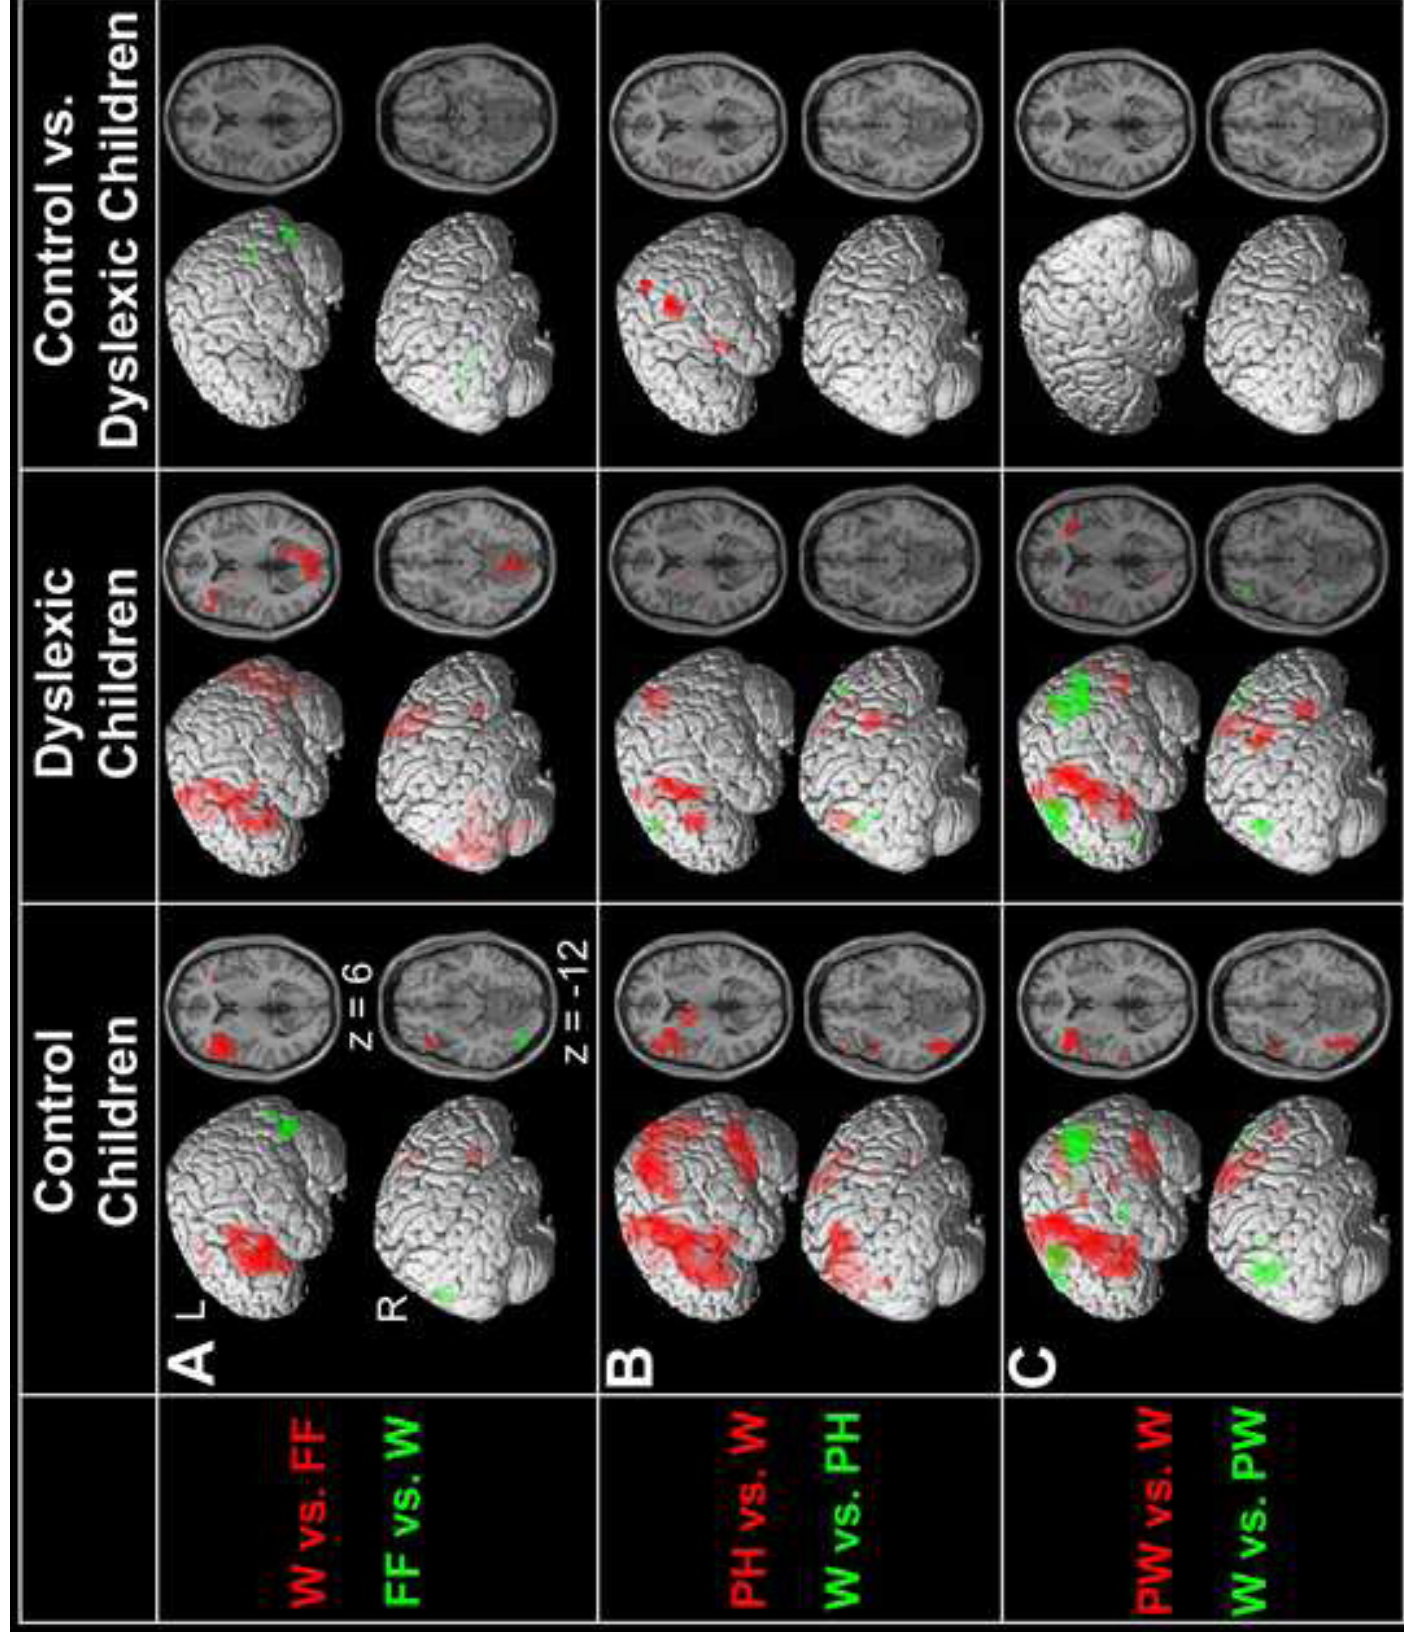 Control
Children
Dyslexic
Children
Control vs.
Dyslexic Children
W vs. FF
FF vs. W
A
L
R
z = 6
z = -12
PH vs. W
W vs. PH
B
PW vs. W
W vs. PW
C